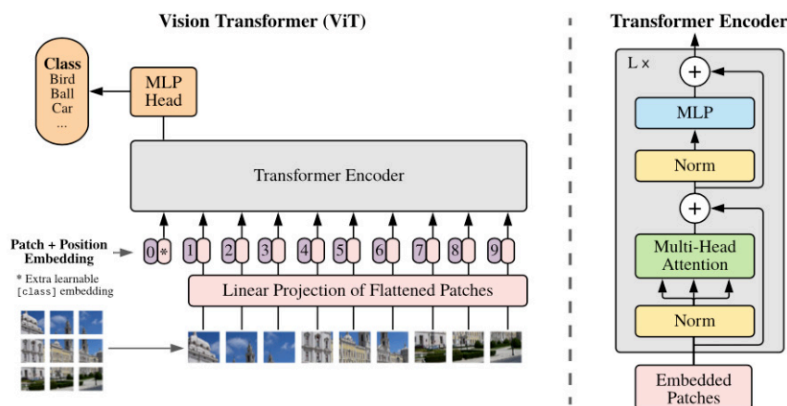 Vision Transformer (ViT)
Class
Bird
Ball
Car
...
MLP
Head
Transformer Encoder
Patch + Position
Embedding
0 * 1 2 3 4 5 6 7 8 9
* Extra learnable
[class] embedding
Linear Projection of Flattened Patches
Transformer Encoder
L x
+
MLP
Norm
+
Multi-Head
Attention
Norm
Embedded
Patches